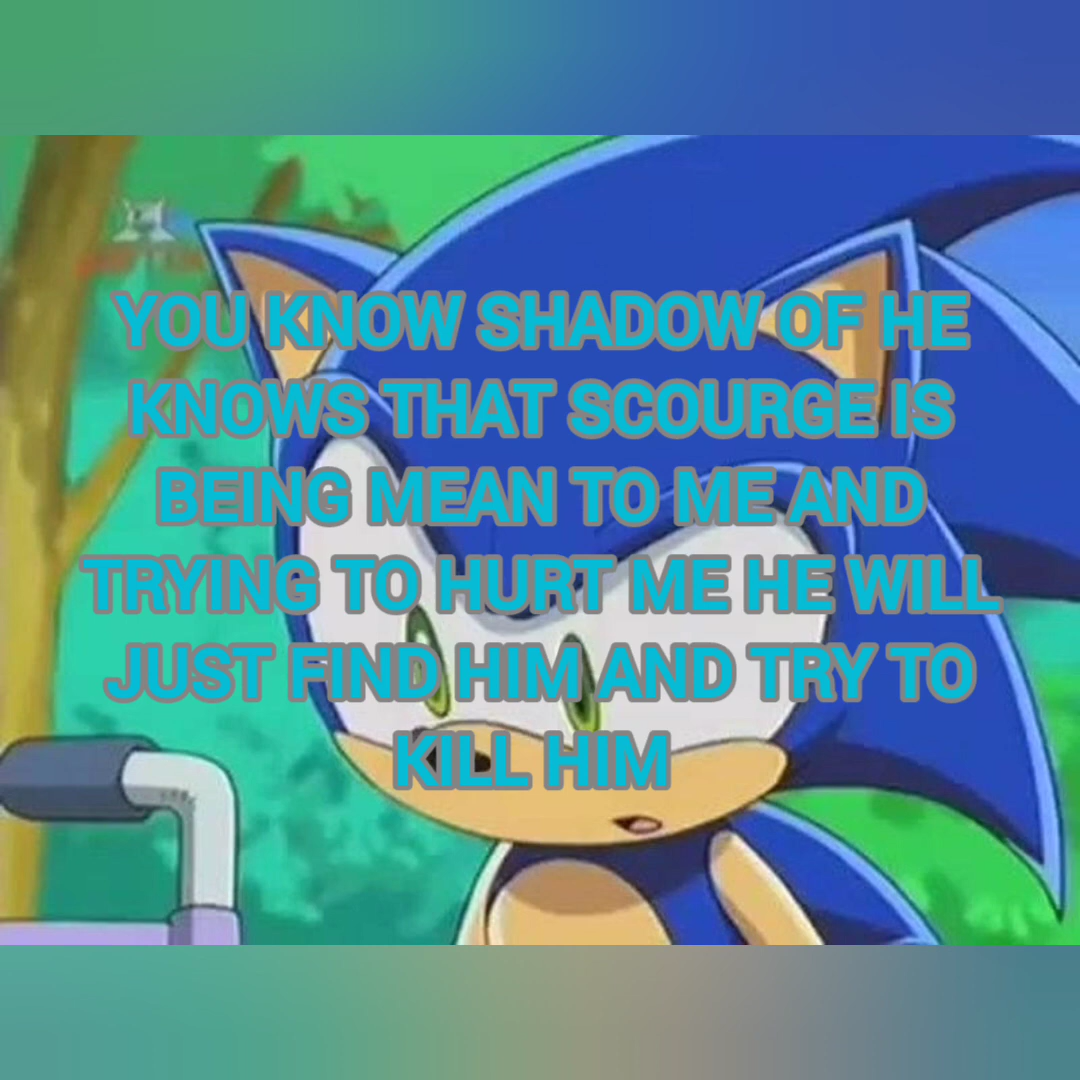 YOU KNOW SHADOW OF HE
KNOWS THAT SCOURGE IS
BEING MEAN TO ME AND
TRYING TO HURT ME HE WILL
JUST FIND HIM AND TRY TO
KILL HIM